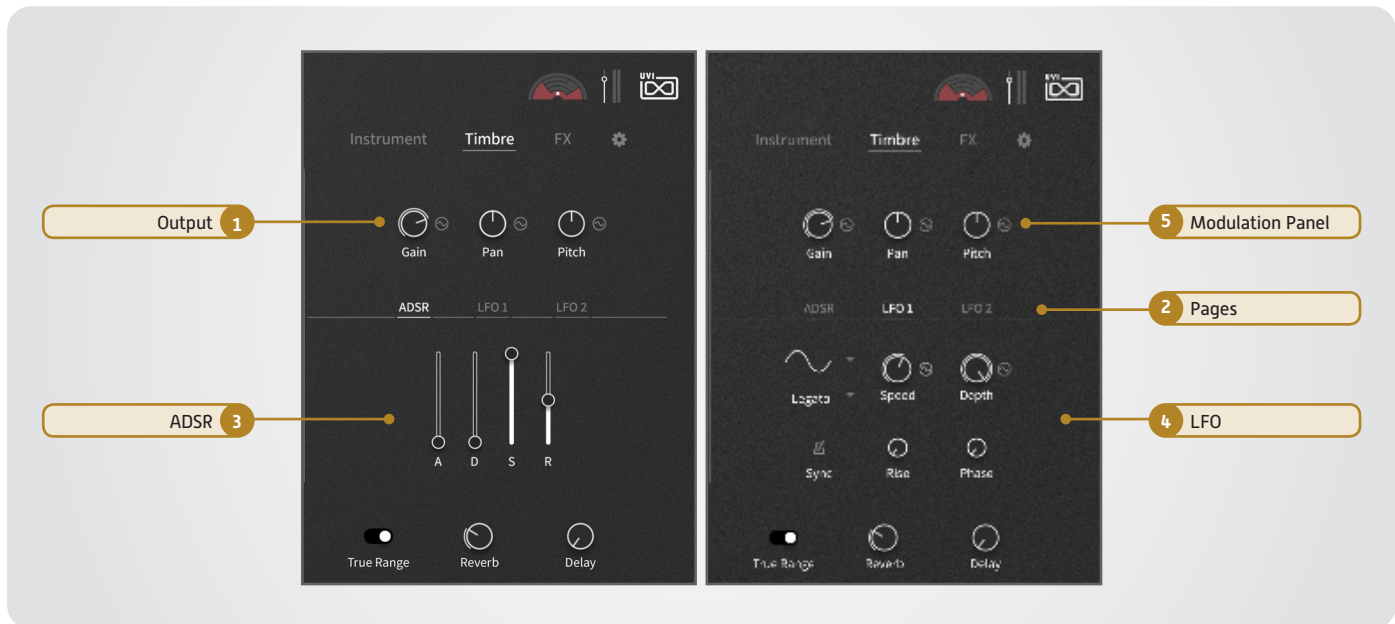 UVI
Instrument Timbre FX
Output 1
Gain Pan Pitch
ADSR LFO 1 LFO 2
ADSR 3
A D S R
True Range Reverb Delay
UVI
Instrument Timbre FX
5 Modulation Panel
Gain Pan Pitch
2 Pages
ADSR LFO 1 LFO 2
Legato Speed Depth
4 LFO
Sync Rise Phase
True Range Reverb Delay